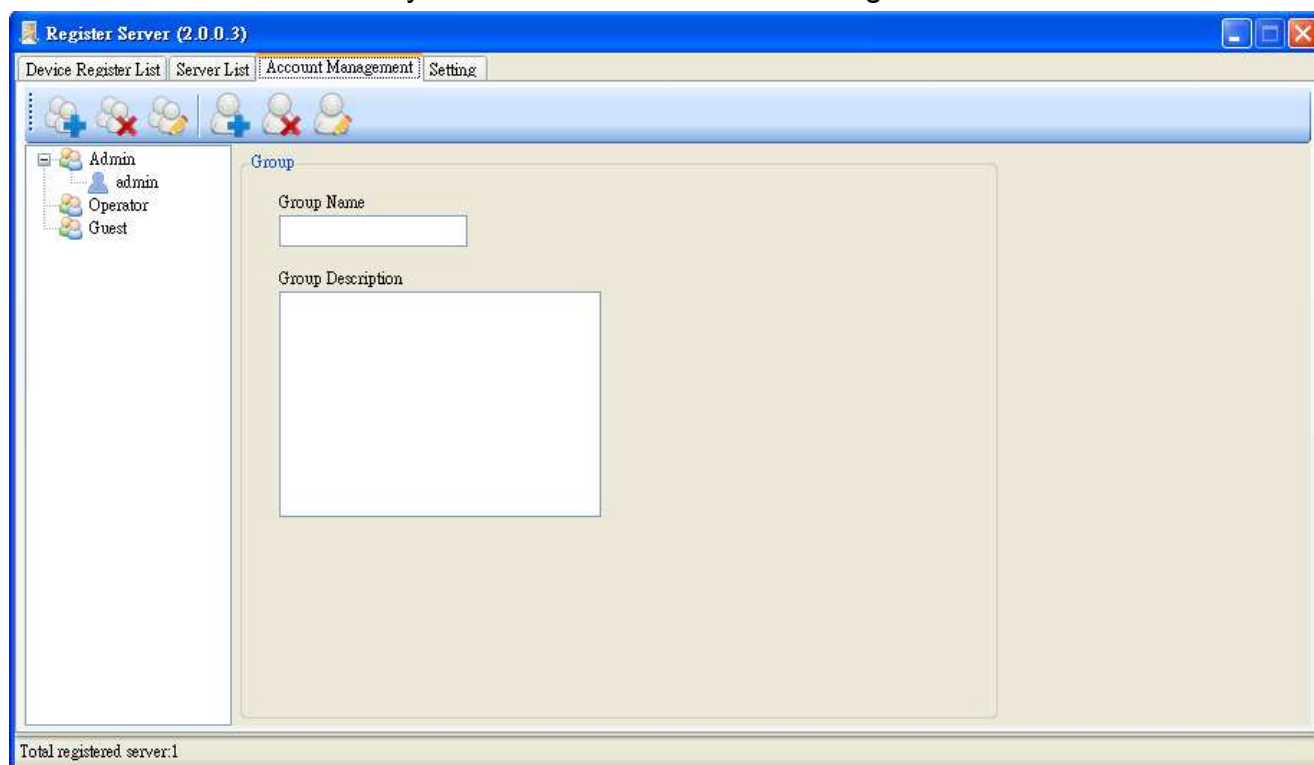 Register Server (2.0.0.3)
Device Register List Server List Account Management Setting
Admin
admin
Operator
Guest
Group
Group Name
Group Description
Total registered server:1